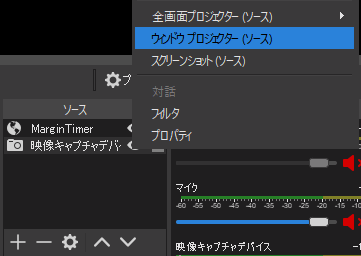 全画面プロジェクター (ソース)
ウィンドウ プロジェクター (ソース)
スクリーンショット (ソース)
対話
フィルタ
プロパティ
ソース
MarginTimer
映像キャプチャデバイ
マイク
-60 -55 -50 -45 -40 -35 -30 -25 -20 -15 -10
映像キャプチャデバイス